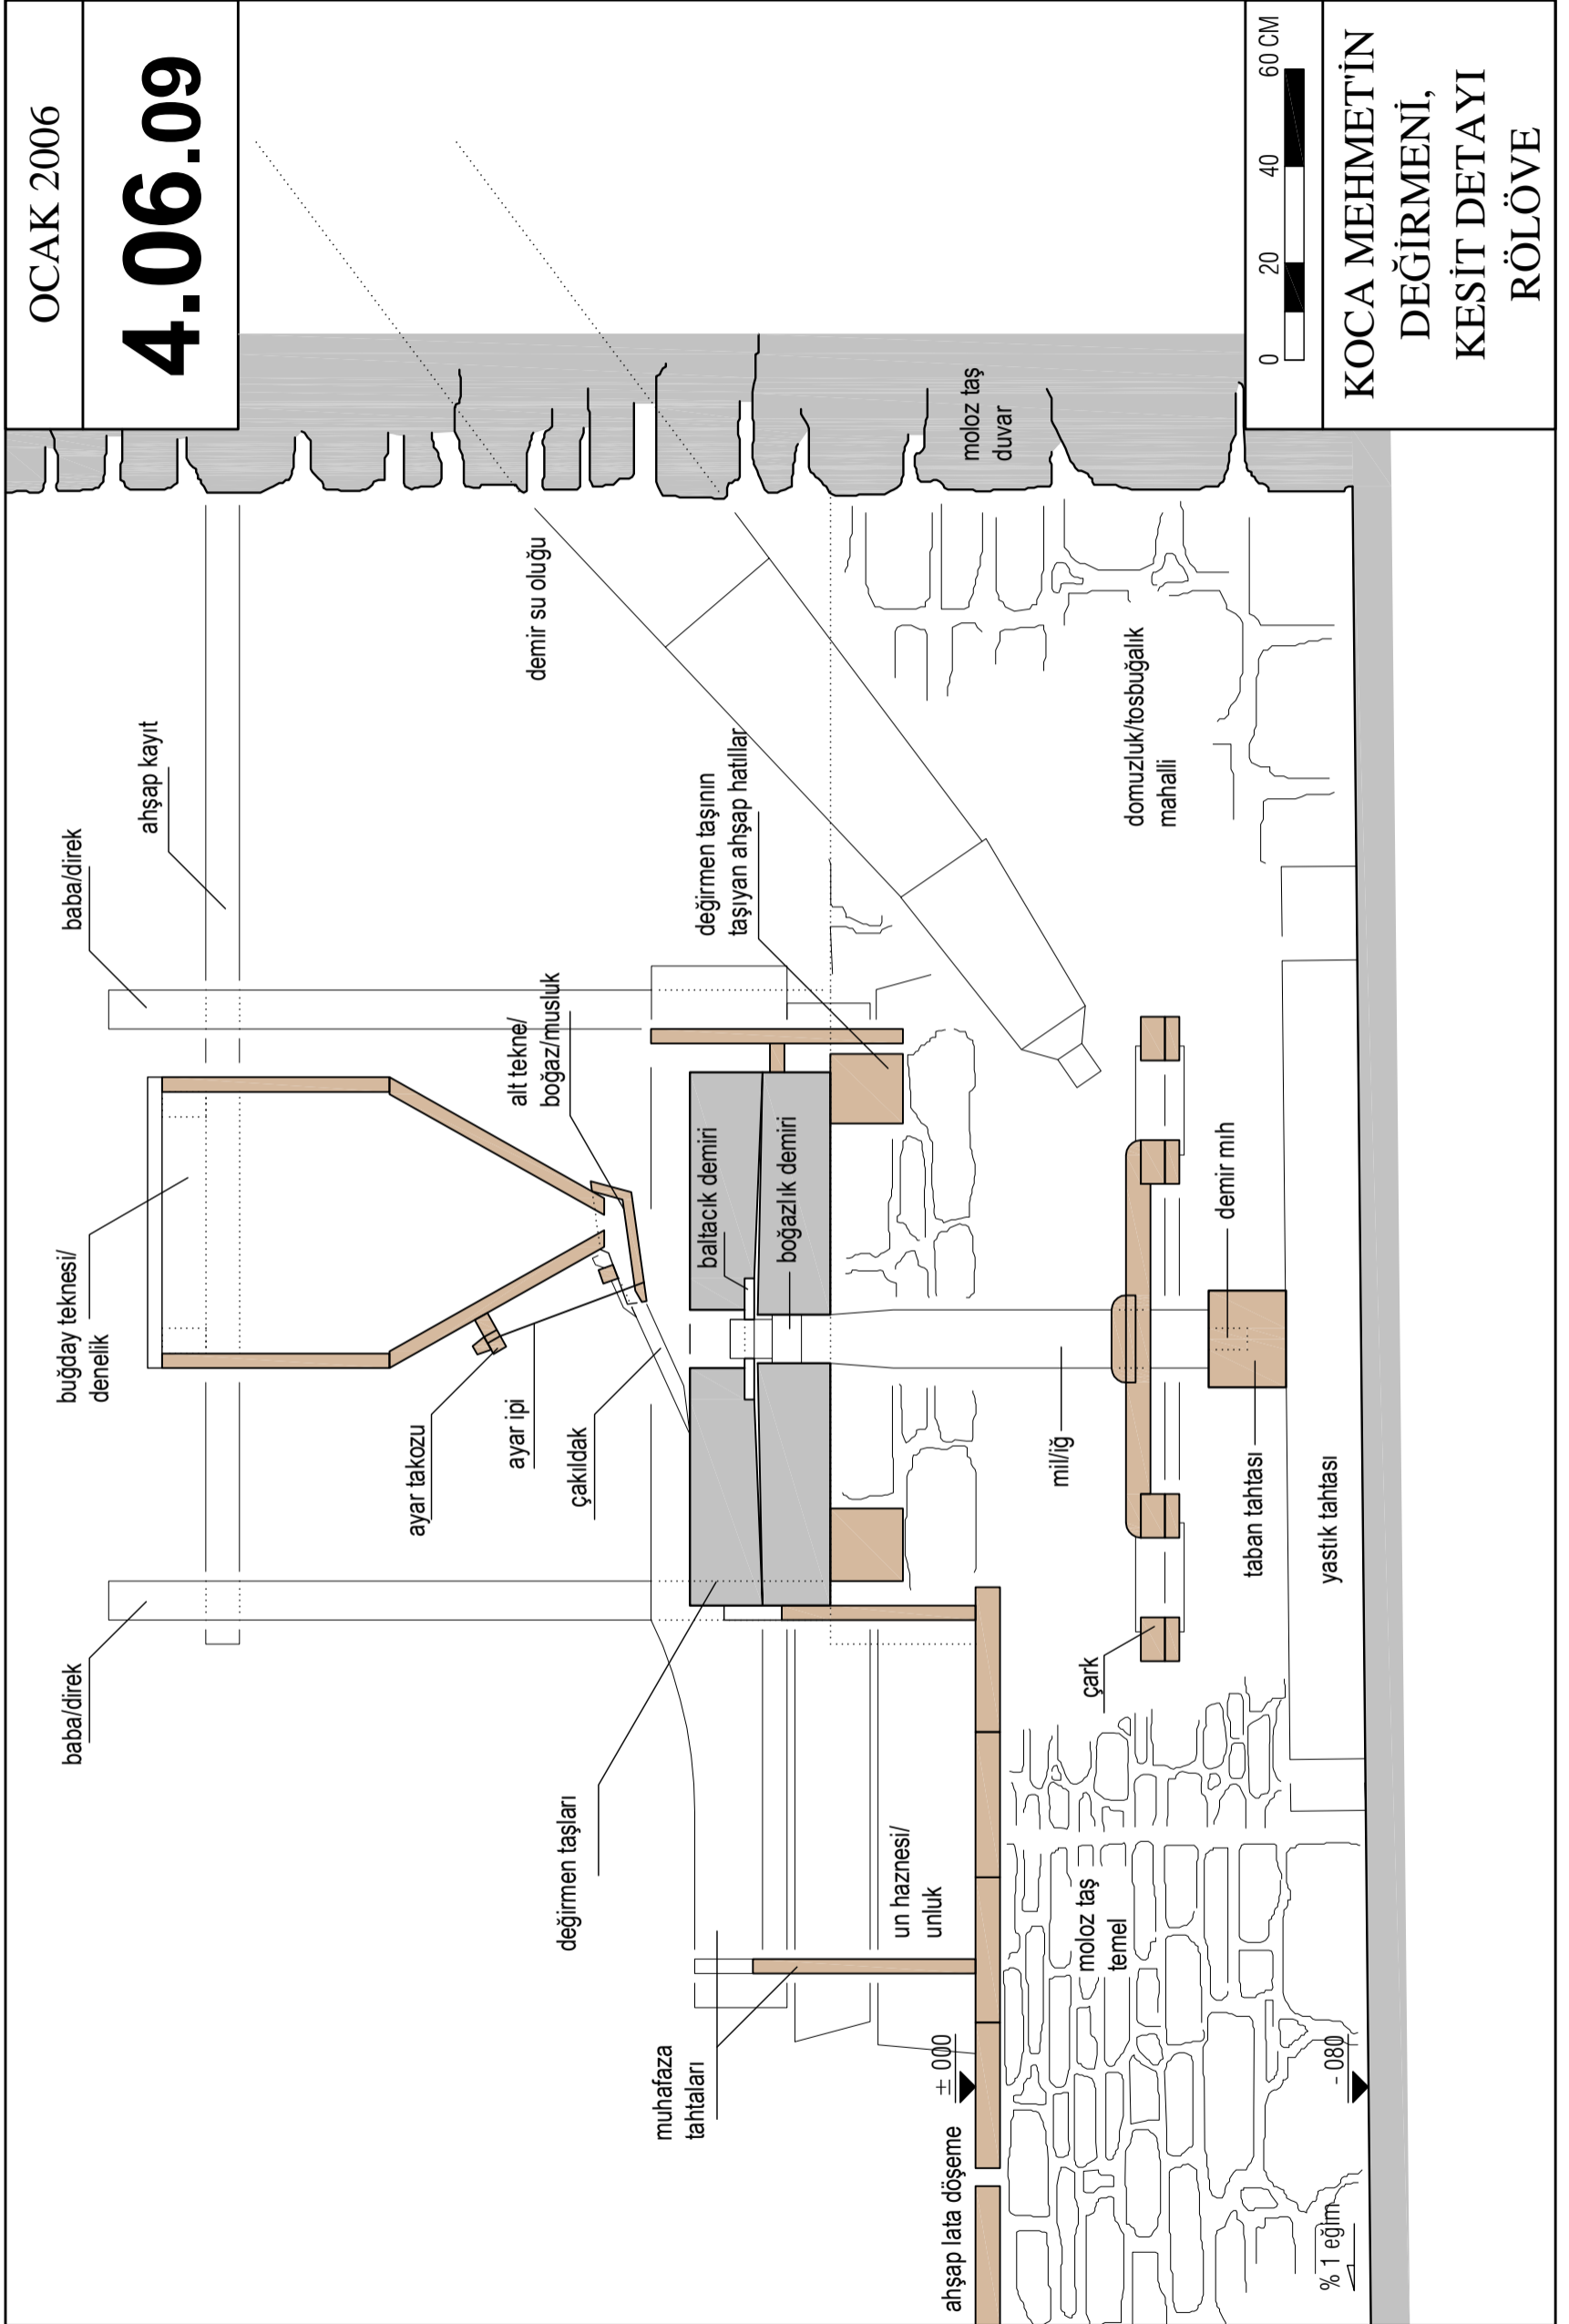 baba/direk
buğday teknesi/
denelik
baba/direk
ahşap kayıt
OCAK 2006
4.06.09
ayar takozu
ayar ipi
çakıldak
alt tekne/
boğaz/musluk
demir su oluğu
değirmen taşları
muhafaza
tahtaları
baltacık demiri
boğazlık demiri
değirmen taşının
taşıyan ahşap hatıllar
un haznesi/
unluk
moloz taş
duvar
ahşap lata döşeme
± 000
moloz taş
temel
çark
mil/iğ
domuzluk/tosbuğalık
mahalli
demir mıh
taban tahtası
yastık tahtası
% 1 eğim
- 080
0 20 40 60 CM
KOCA MEHMET'İN
DEĞİRMENİ,
KESİT DETAYI
RÖLÖVE